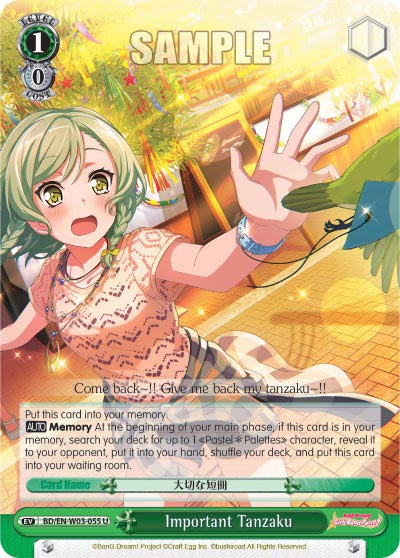 LEVEL
1
0
COST
SAMPLE
Come back~!! Give me back my tanzaku~!!
Put this card into your memory.
AUTO Memory At the beginning of your main phase, if this card is in your
memory, search your deck for up to 1 «Pastel＊Palettes» character, reveal it
to your opponent, put it into your hand, shuffle your deck, and put this card
into your waiting room.
Card Name 大切な短冊
EV BD/EN-W03-055 U Important Tanzaku
©BanG Dream! Project ©Craft Egg Inc. ©bushiroad All Rights Reserved.